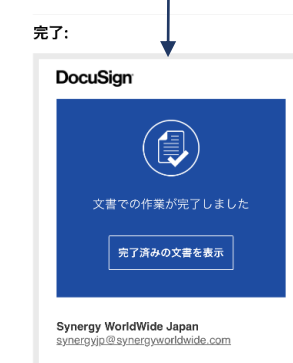 完了:
DocuSign
文書での作業が完了しました
完了済みの文書を表示
Synergy WorldWide Japan
synergyjp@synergyworldwide.com